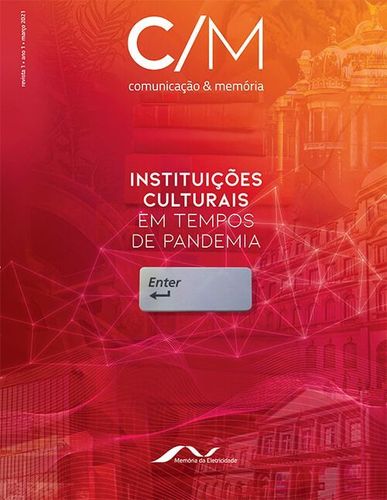 C/M
comunicação & memória
revista 1 • ano 1 • março 2021
INSTITUIÇÕES
CULTURAIS
EM TEMPOS
DE PANDEMIA
Enter
Memória da Eletricidade